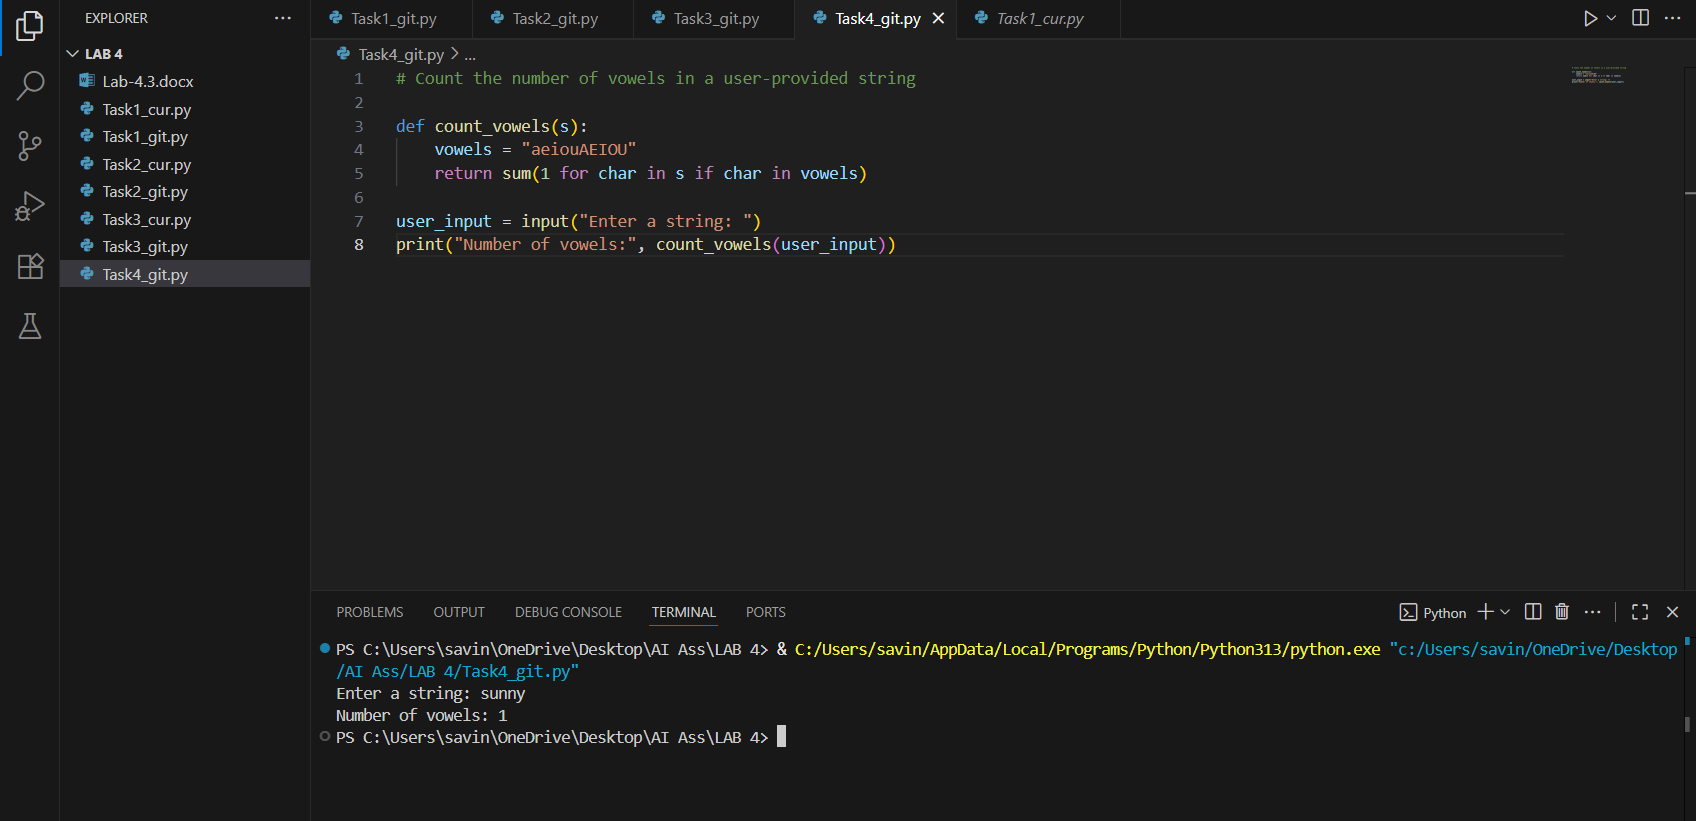 EXPLORER
LAB 4
Lab-4.3.docx
Task1_cur.py
Task1_git.py
Task2_cur.py
Task2_git.py
Task3_cur.py
Task3_git.py
Task4_git.py
Task1_git.py Task2_git.py Task3_git.py Task4_git.py Task1_cur.py
Task4_git.py > ...
1 # Count the number of vowels in a user-provided string
2
3 def count_vowels(s):
4     vowels = "aeiouAEIOU"
5     return sum(1 for char in s if char in vowels)
6
7 user_input = input("Enter a string: ")
8 print("Number of vowels:", count_vowels(user_input))
PROBLEMS OUTPUT DEBUG CONSOLE TERMINAL PORTS Python
PS C:\Users\savin\OneDrive\Desktop\AI Ass\LAB 4> & C:/Users/savin/AppData/Local/Programs/Python/Python313/python.exe "c:/Users/savin/OneDrive/Desktop
/AI Ass/LAB 4/Task4_git.py"
Enter a string: sunny
Number of vowels: 1
PS C:\Users\savin\OneDrive\Desktop\AI Ass\LAB 4>